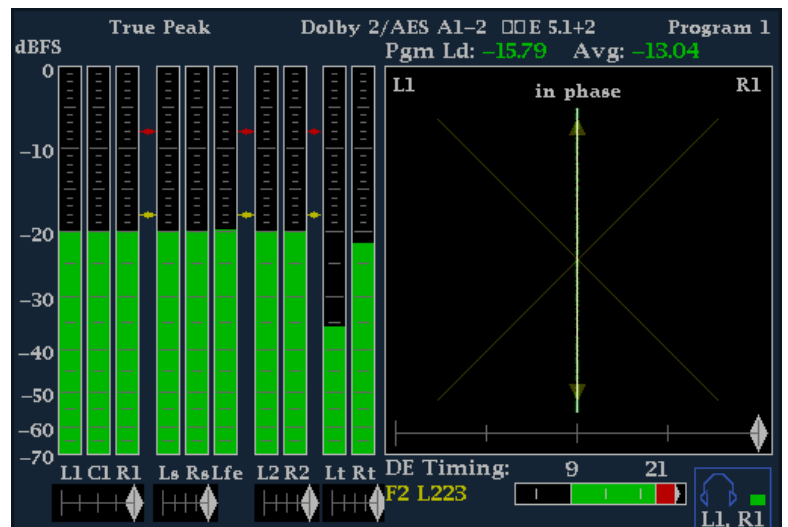 True Peak
Dolby 2/AES A1–2 □□E 5.1+2
Program 1
dBFS
Pgm Ld: –15.79 Avg: –13.04
0
–10
–20
–30
–40
–50
–60
–70
L1 C1 R1 Ls Rs Lfe L2 R2 Lt Rt
L1
in phase
R1
DE Timing: 9 21
F2 L223
L1, R1